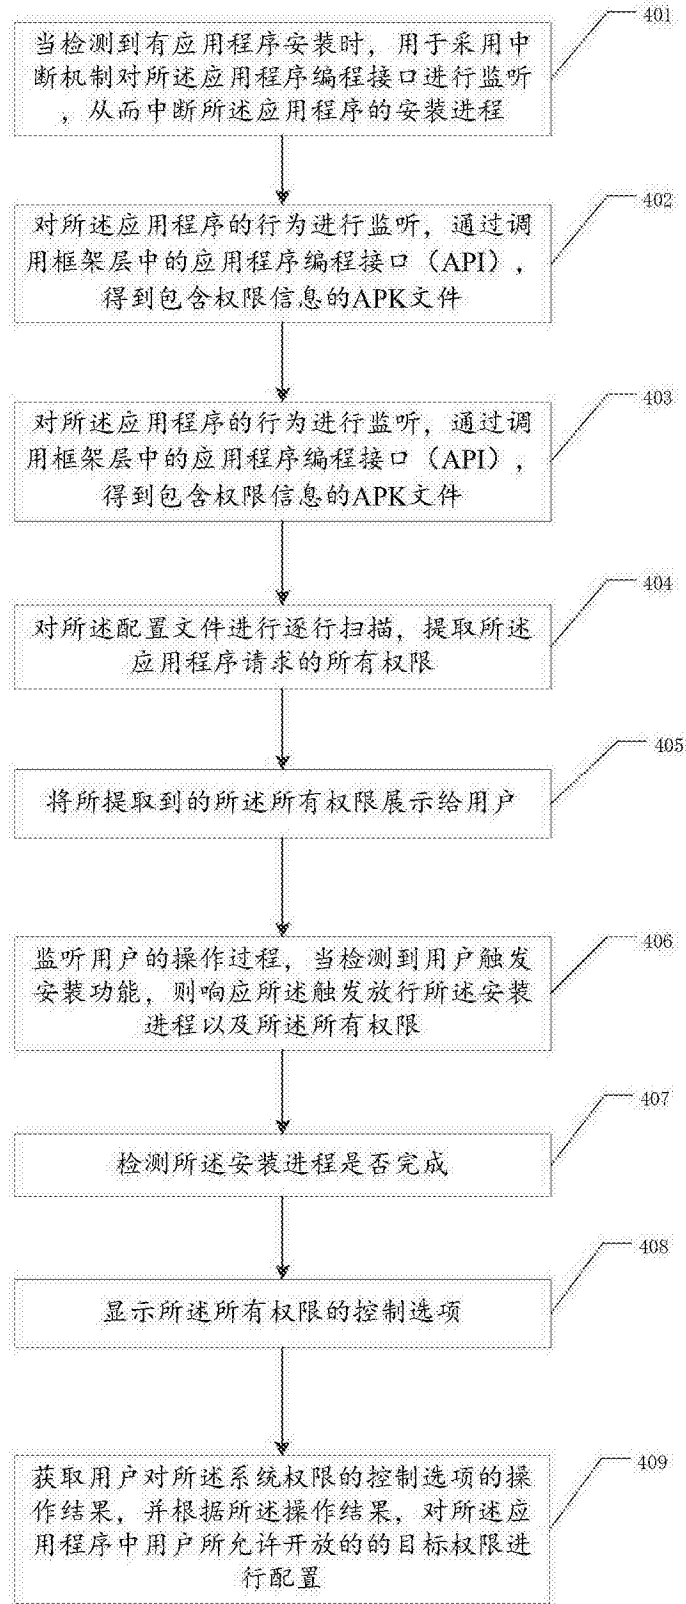 401
当检测到有应用程序安装时，用于采用中
断机制对所述应用程序编程接口进行监听
，从而中断所述应用程序的安装进程
402
对所述应用程序的行为进行监听，通过调
用框架层中的应用程序编程接口（API），
得到包含权限信息的APK文件
403
对所述应用程序的行为进行监听，通过调
用框架层中的应用程序编程接口（API），
得到包含权限信息的APK文件
404
对所述配置文件进行逐行扫描，提取所述
应用程序请求的所有权限
405
将所提取到的所述所有权限展示给用户
406
监听用户的操作过程，当检测到用户触发
安装功能，则响应所述触发放行所述安装
进程以及所述所有权限
407
检测所述安装进程是否完成
408
显示所述所有权限的控制选项
409
获取用户对所述系统权限的控制选项的操
作结果，并根据所述操作结果，对所述应
用程序中用户所允许开放的的目标权限进
行配置